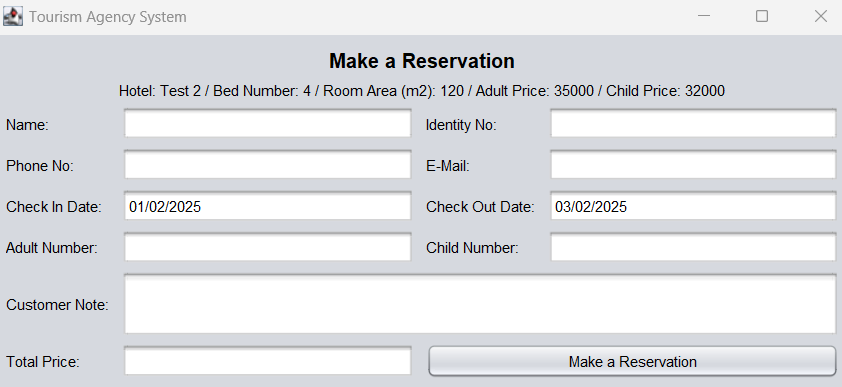 Tourism Agency System
Make a Reservation
Hotel: Test 2 / Bed Number: 4 / Room Area (m2): 120 / Adult Price: 35000 / Child Price: 32000
Name: Identity No:
Phone No: E-Mail:
Check In Date: 01/02/2025 Check Out Date: 03/02/2025
Adult Number: Child Number:
Customer Note:
Total Price: Make a Reservation